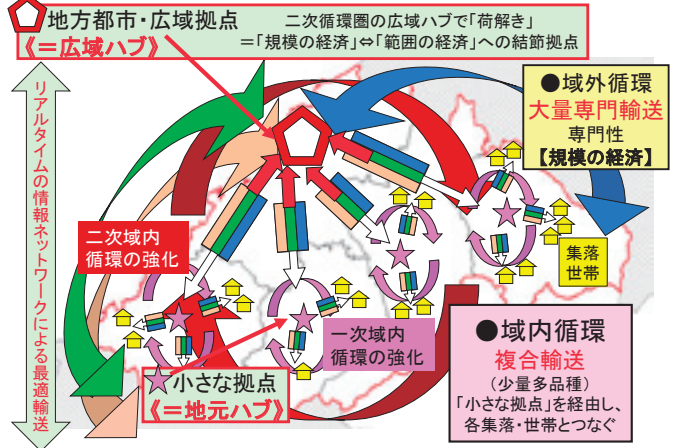 地方都市・広域拠点
《＝広域ハブ》
二次循環圏の広域ハブで「荷解き」
＝「規模の経済」⇔「範囲の経済」への結節拠点
リアルタイムの情報ネットワークによる最適輸送
●域外循環
大量専門輸送
専門性
【規模の経済】
二次域内
循環の強化
集落
世帯
一次域内
循環の強化
●域内循環
複合輸送
（少量多品種）
「小さな拠点」を経由し、
各集落・世帯とつなぐ
小さな拠点
《＝地元ハブ》